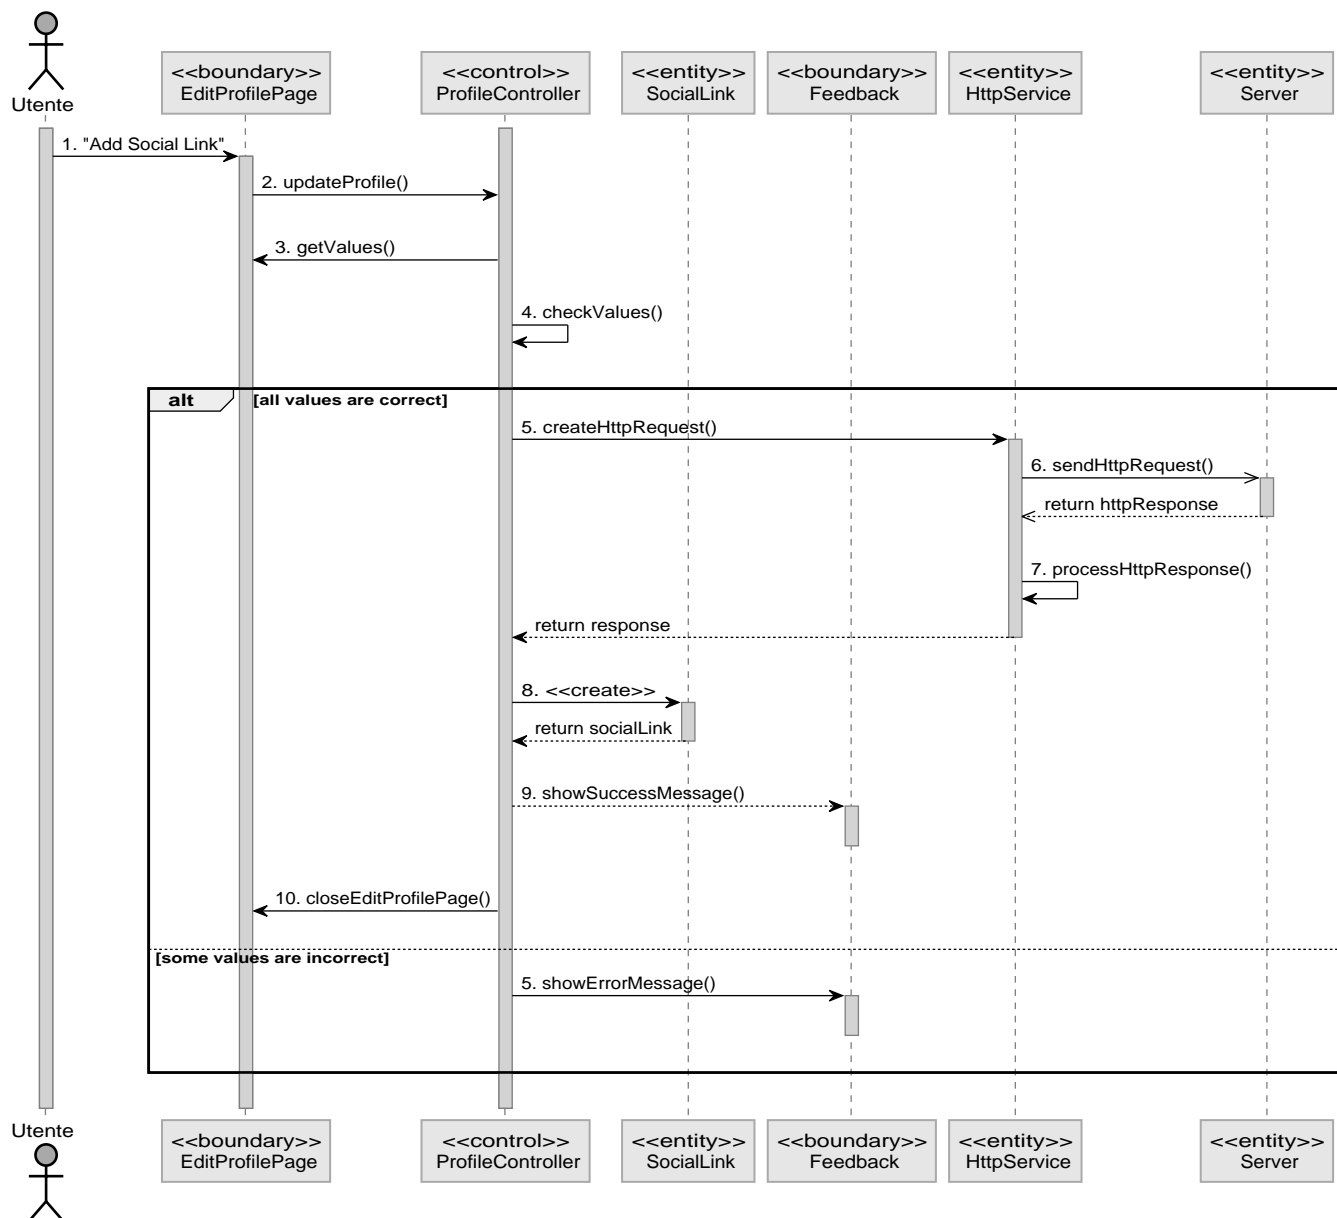 <<boundary>> <<control>> <<entity>> <<boundary>> <<entity>> <<entity>>
Utente EditProfilePage ProfileController SocialLink Feedback HttpService Server
1. "Add Social Link"
2. updateProfile()
3. getValues()
4. checkValues()
alt [all values are correct]
5. createHttpRequest()
6. sendHttpRequest()
return httpResponse
7. processHttpResponse()
return response
8. <<create>>
return socialLink
9. showSuccessMessage()
10. closeEditProfilePage()
[some values are incorrect]
5. showErrorMessage()
Utente <<boundary>> <<control>> <<entity>> <<boundary>> <<entity>> <<entity>>
EditProfilePage ProfileController SocialLink Feedback HttpService Server